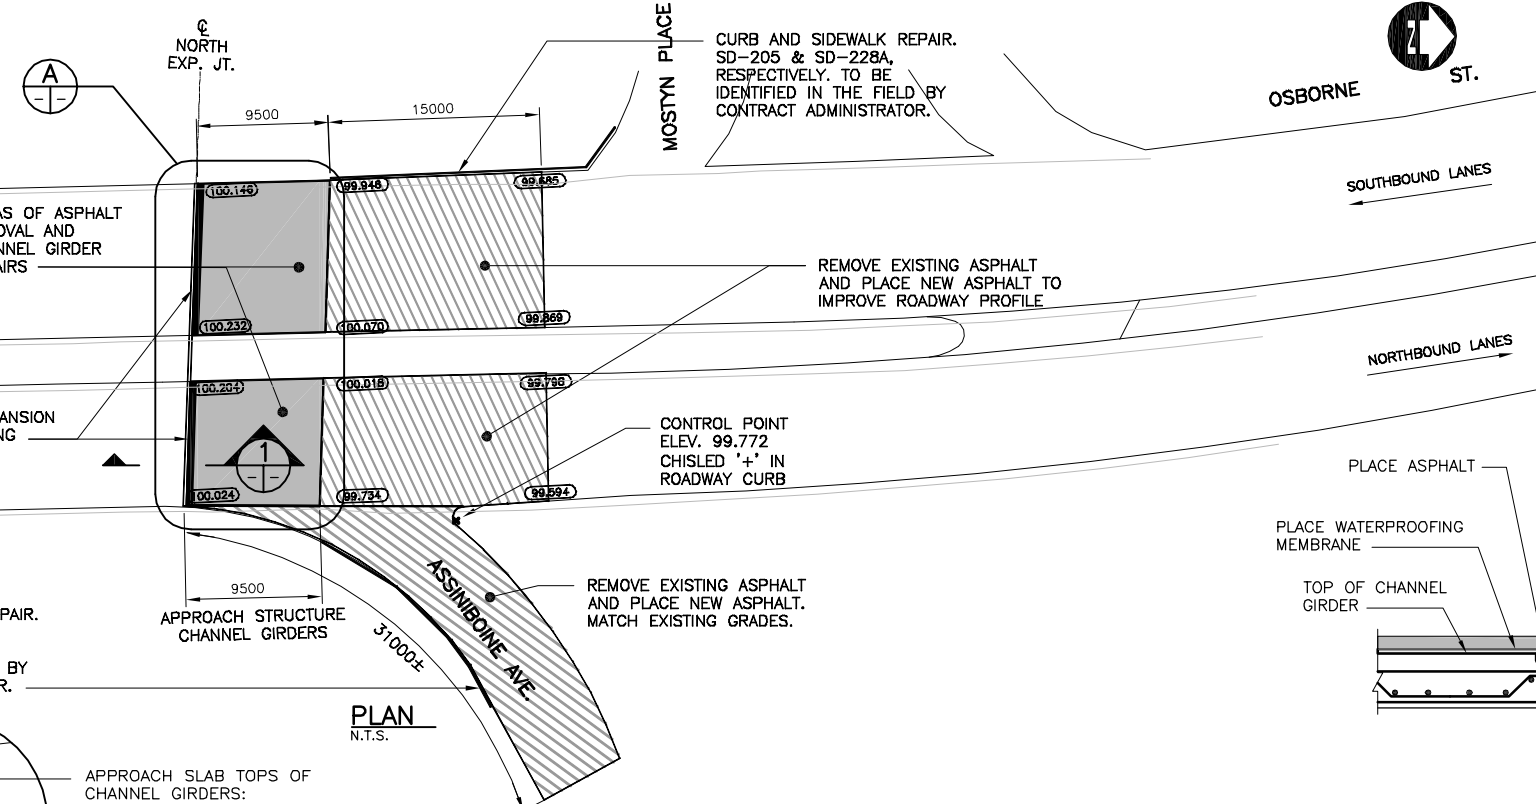 ℄
NORTH
EXP. JT.
A
9500
15000
MOSTYN PLACE
CURB AND SIDEWALK REPAIR.
SD-205 & SD-228A,
RESPECTIVELY. TO BE
IDENTIFIED IN THE FIELD BY
CONTRACT ADMINISTRATOR.
OSBORNE ST.
N
SOUTHBOUND LANES
100.146
99.946
99.685
AS OF ASPHALT
OVAL AND
NNEL GIRDER
AIRS
REMOVE EXISTING ASPHALT
AND PLACE NEW ASPHALT TO
IMPROVE ROADWAY PROFILE
100.232
100.070
99.869
NORTHBOUND LANES
100.204
100.018
99.796
ANSION
NG
1
CONTROL POINT
ELEV. 99.772
CHISLED '+' IN
ROADWAY CURB
100.024
99.734
99.594
PLACE ASPHALT
PLACE WATERPROOFING
MEMBRANE
TOP OF CHANNEL
GIRDER
9500
APPROACH STRUCTURE
CHANNEL GIRDERS
31000±
ASSINIBOINE AVE.
REMOVE EXISTING ASPHALT
AND PLACE NEW ASPHALT.
MATCH EXISTING GRADES.
PAIR.
BY
R.
PLAN
N.T.S.
APPROACH SLAB TOPS OF
CHANNEL GIRDERS: